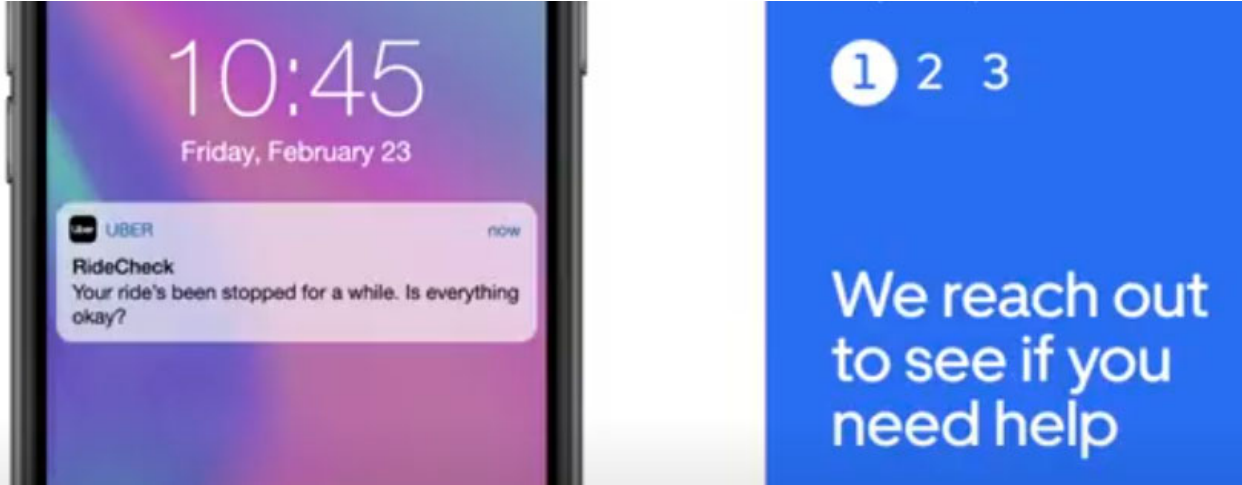 10:45
Friday, February 23
Uber UBER now
RideCheck
Your ride's been stopped for a while. Is everything
okay?
1 2 3
We reach out
to see if you
need help